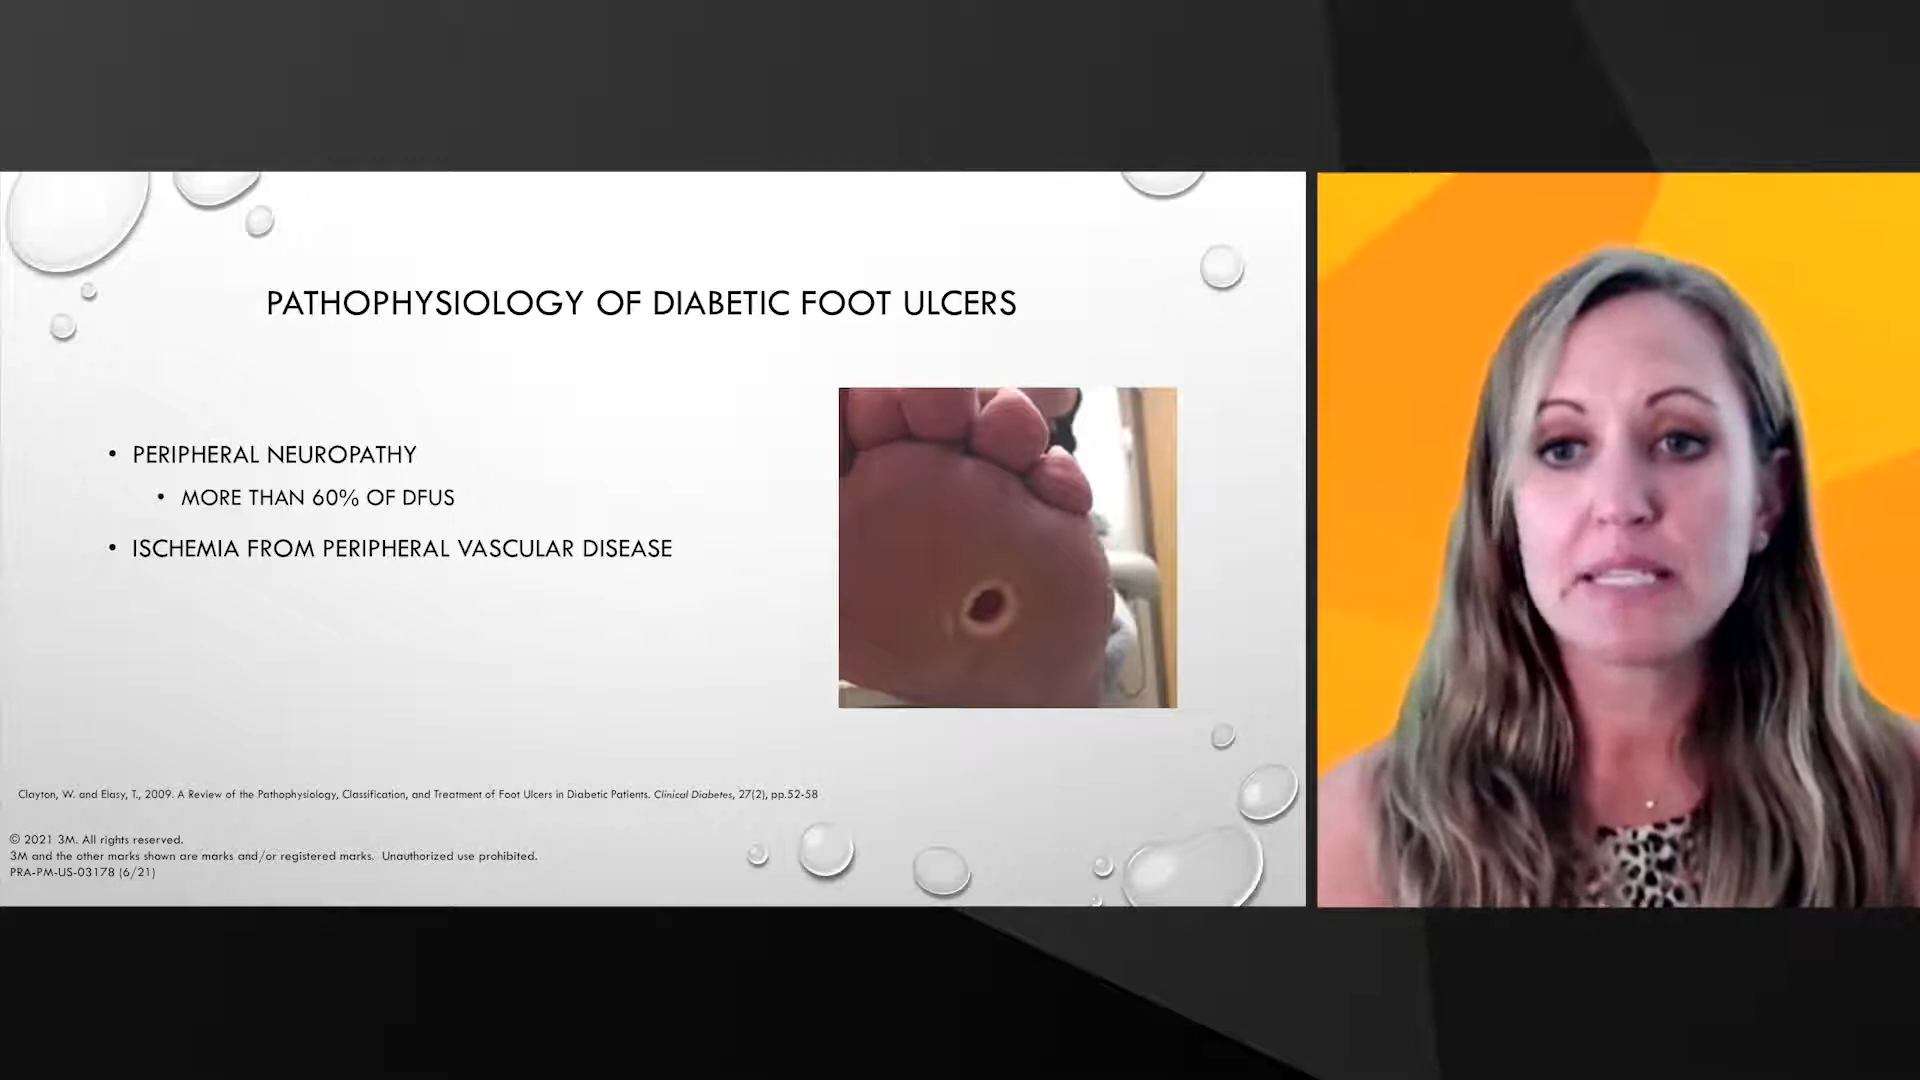 PATHOPHYSIOLOGY OF DIABETIC FOOT ULCERS
• PERIPHERAL NEUROPATHY
• MORE THAN 60% OF DFUS
• ISCHEMIA FROM PERIPHERAL VASCULAR DISEASE
Clayton, W. and Elasy, T., 2009. A Review of the Pathophysiology, Classification, and Treatment of Foot Ulcers in Diabetic Patients. Clinical Diabetes, 27(2), pp.52-58
© 2021 3M. All rights reserved.
3M and the other marks shown are marks and/or registered marks. Unauthorized use prohibited.
PRA-PM-US-03178 (6/21)